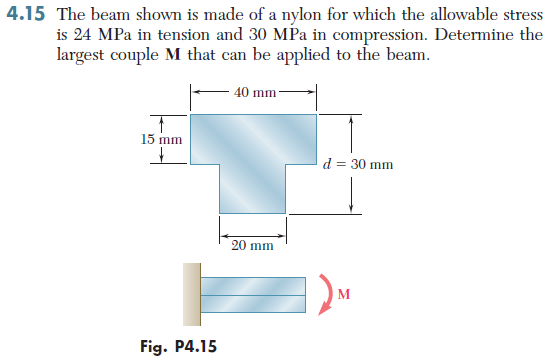 4.15 The beam shown is made of a nylon for which the allowable stress
is 24 MPa in tension and 30 MPa in compression. Determine the
largest couple M that can be applied to the beam.
40 mm
15 mm
d = 30 mm
20 mm
M
Fig. P4.15